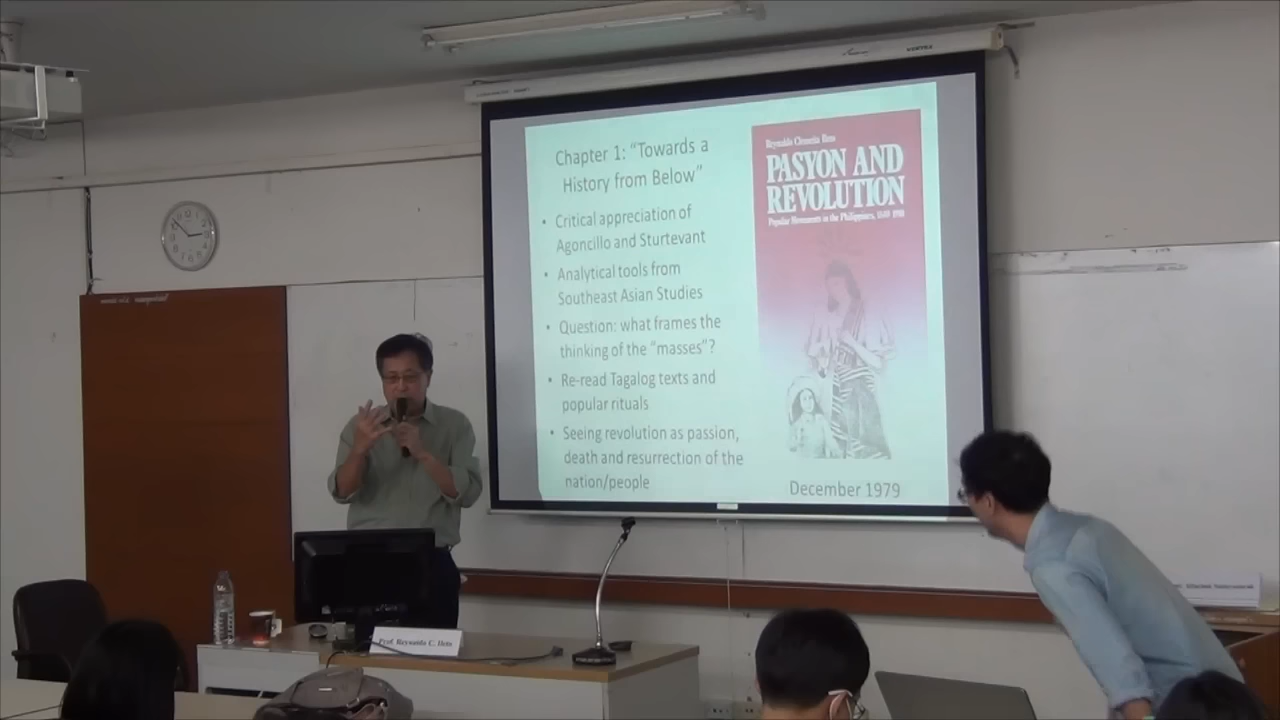 Chapter 1: “Towards a
History from Below”
• Critical appreciation of
Agoncillo and Sturtevant
• Analytical tools from
Southeast Asian Studies
• Question: what frames the
thinking of the “masses”?
• Re-read Tagalog texts and
popular rituals
• Seeing revolution as passion,
death and resurrection of the
nation/people
Reynaldo Clemeña Ileto
PASYON AND
REVOLUTION
Popular Movements in the Philippines, 1840-1910
December 1979
Prof. Reynaldo C. Ileto